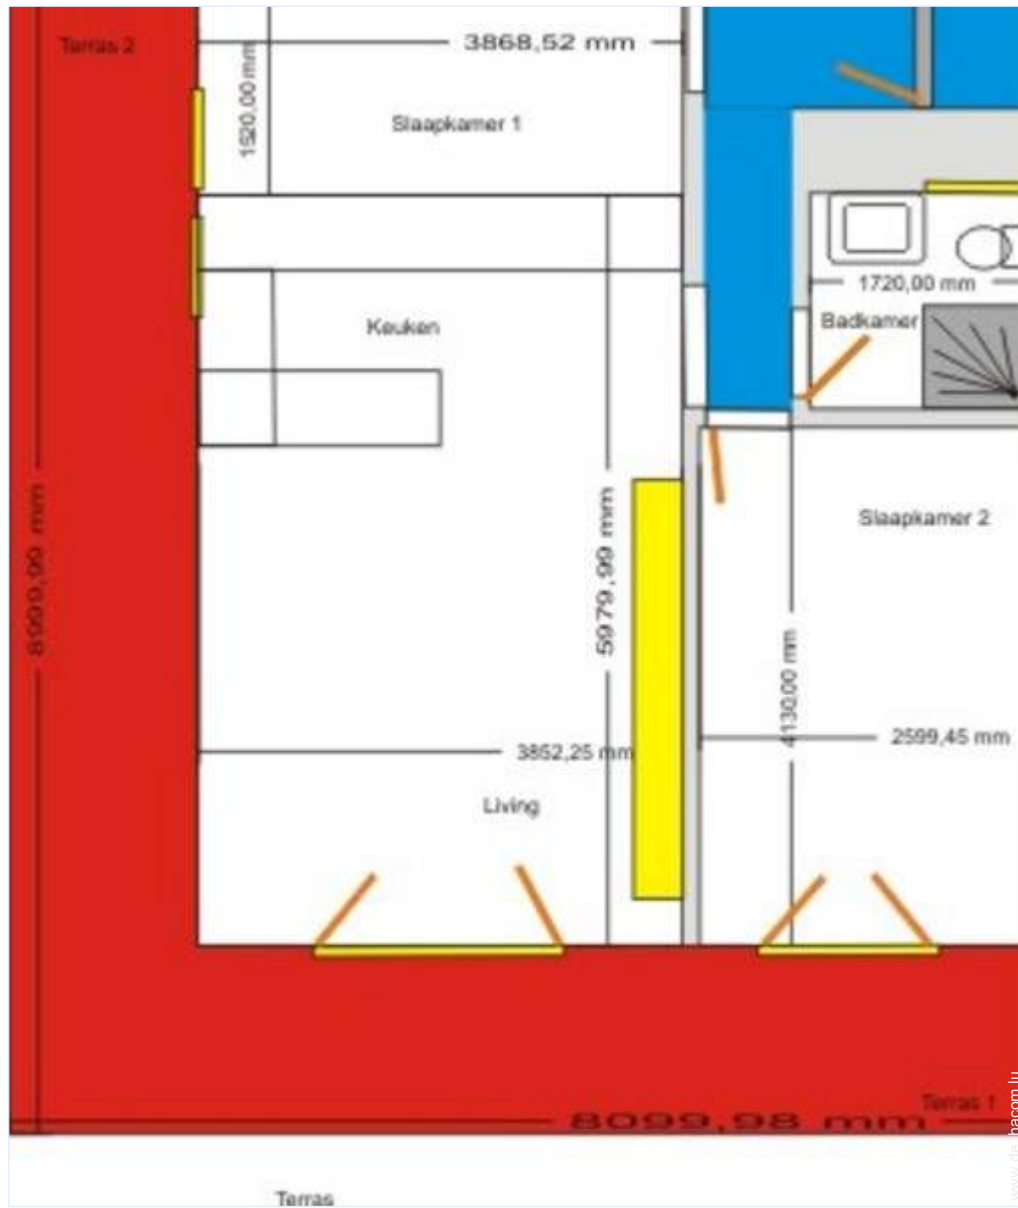 Terras 2
3868,52 mm
1520,00 mm
Slaapkamer 1
1720,00 mm
Keuken
Badkamer
8999,99 mm
5979,99 mm
Slaapkamer 2
4130,00 mm
2599,45 mm
3852,25 mm
Living
Terras 1
8099,98 mm
Terras